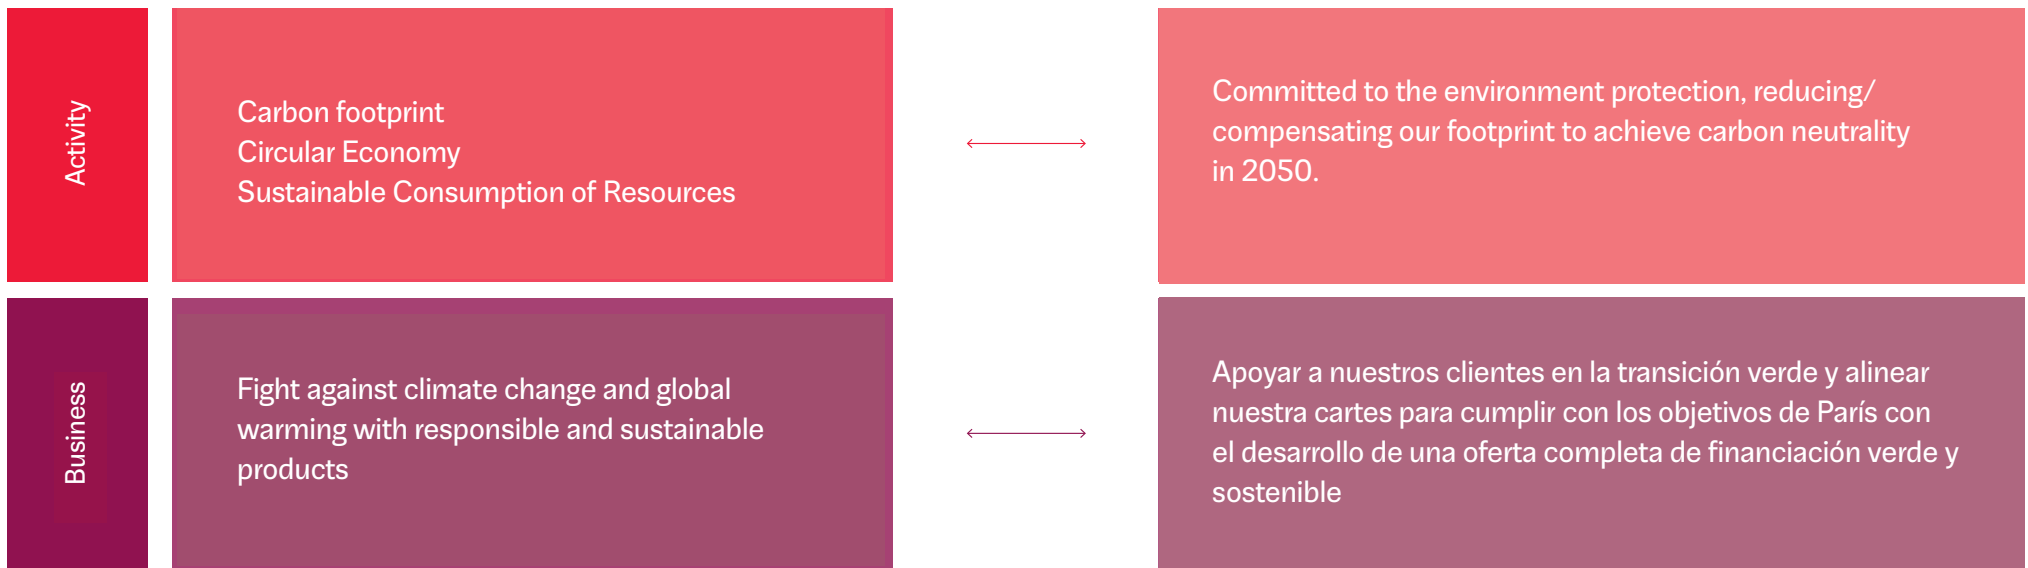 Activity
Carbon footprint
Circular Economy
Sustainable Consumption of Resources
Committed to the environment protection, reducing/
compensating our footprint to achieve carbon neutrality
in 2050.
Business
Fight against climate change and global
warming with responsible and sustainable
products
Apoyar a nuestros clientes en la transición verde y alinear
nuestra cartes para cumplir con los objetivos de París con
el desarrollo de una oferta completa de financiación verde y
sostenible